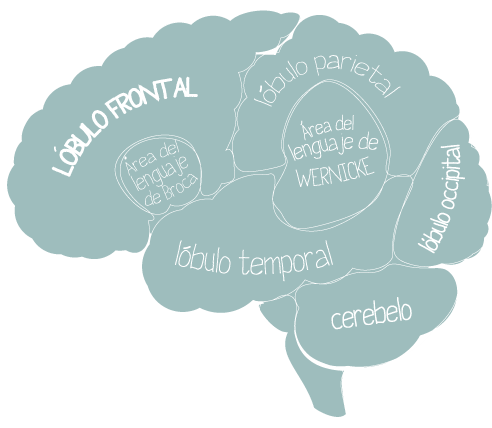 LÓBULO FRONTAL
Área del
lenguaje
de Broca
lóbulo parietal
Área del
lenguaje de
WERNICKE
lóbulo occipital
lóbulo temporal
cerebelo